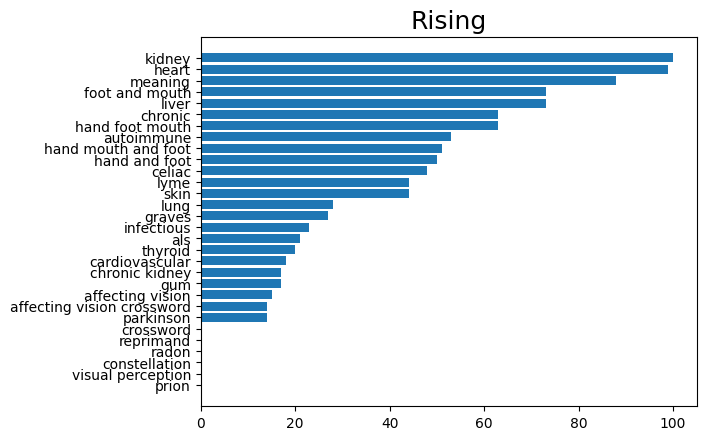 Rising
kidney
heart
meaning
foot and mouth
liver
chronic
hand foot mouth
autoimmune
hand mouth and foot
hand and foot
celiac
lyme
skin
lung
graves
infectious
als
thyroid
cardiovascular
chronic kidney
gum
affecting vision
affecting vision crossword
parkinson
crossword
reprimand
radon
constellation
visual perception
prion
0 20 40 60 80 100